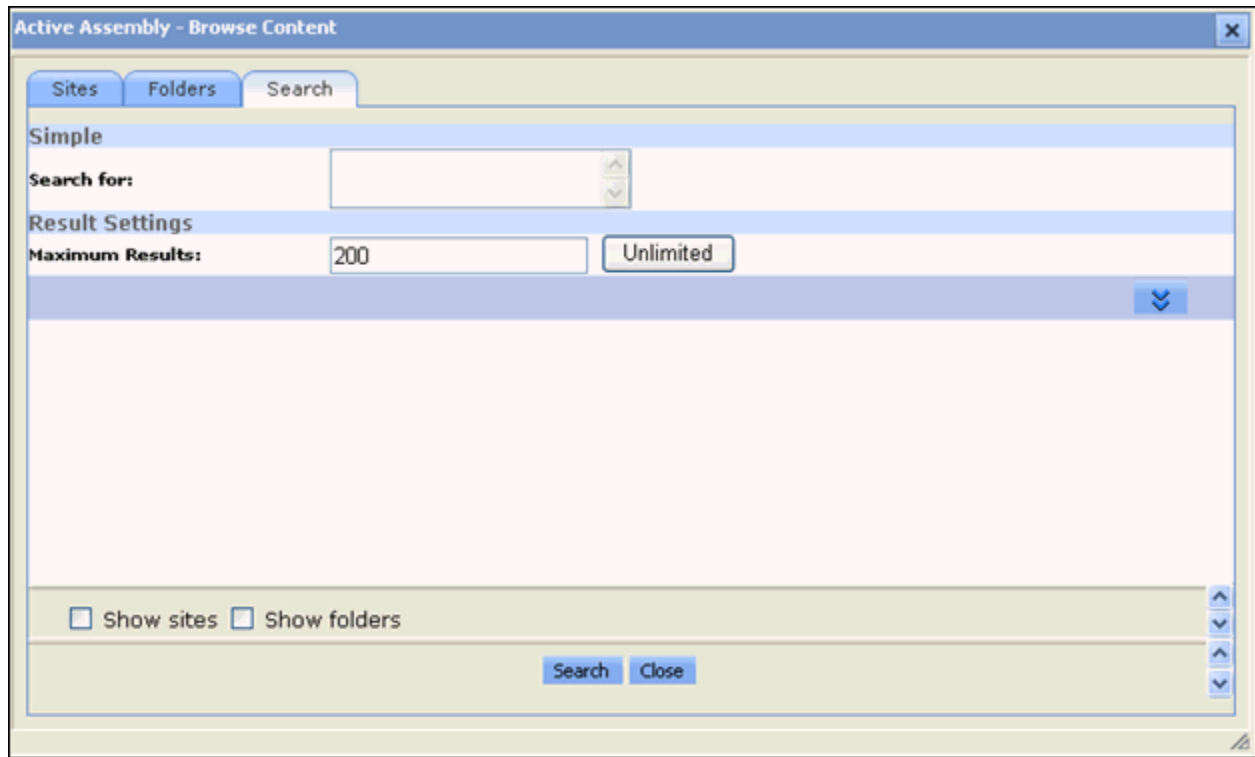 Active Assembly - Browse Content
Sites Folders Search
Simple
Search for:
Result Settings
Maximum Results: 200 Unlimited
Show sites Show folders
Search Close